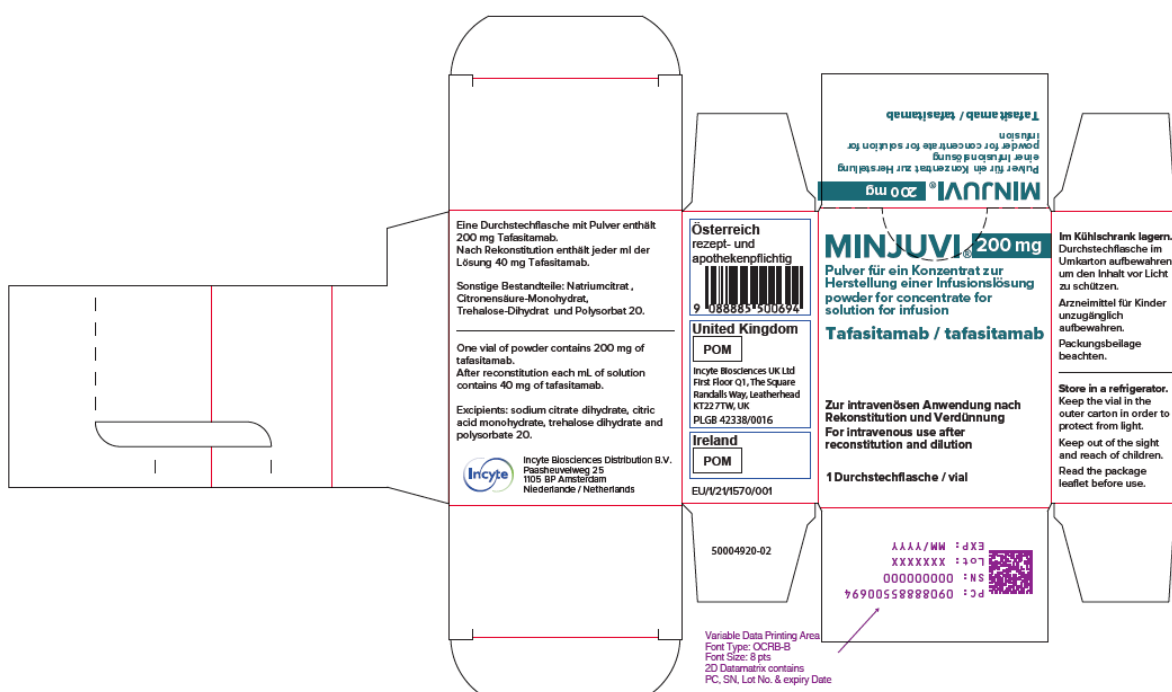 Tafasitamab / tafasitamab
infusion
powder for concentrate for solution for
einer Infusionslösung
Pulver für ein Konzentrat zur Herstellung
MINJUVI® 200 mg
Eine Durchstechflasche mit Pulver enthält
200 mg Tafasitamab.
Nach Rekonstitution enthält jeder ml der
Lösung 40 mg Tafasitamab.
Sonstige Bestandteile: Natriumcitrat ,
Citronensäure-Monohydrat,
Trehalose-Dihydrat und Polysorbat 20.
One vial of powder contains 200 mg of
tafasitamab.
After reconstitution each mL of solution
contains 40 mg of tafasitamab.
Excipients: sodium citrate dihydrate, citric
acid monohydrate, trehalose dihydrate and
polysorbate 20.
Incyte
Incyte Biosciences Distribution B.V.
Paasheuvelweg 25
1105 BP Amsterdam
Niederlande / Netherlands
Österreich
rezept- und
apothekenpflichtig
9 088885 500694
United Kingdom
POM
Incyte Biosciences UK Ltd
First Floor Q1, The Square
Randalls Way, Leatherhead
KT22 7TW, UK
PLGB 42338/0016
Ireland
POM
EU/1/21/1570/001
50004920-02
MINJUVI® 200 mg
Pulver für ein Konzentrat zur
Herstellung einer Infusionslösung
powder for concentrate for
solution for infusion
Tafasitamab / tafasitamab
Zur intravenösen Anwendung nach
Rekonstitution und Verdünnung
For intravenous use after
reconstitution and dilution
1 Durchstechflasche / vial
Im Kühlschrank lagern.
Durchstechflasche im
Umkarton aufbewahren
um den Inhalt vor Licht
zu schützen.
Arzneimittel für Kinder
unzugänglich
aufbewahren.
Packungsbeilage
beachten.
Store in a refrigerator.
Keep the vial in the
outer carton in order to
protect from light.
Keep out of the sight
and reach of children.
Read the package
leaflet before use.
EXP: MM/YYYY
Lot: XXXXXXX
SN: 0000000000
PC: 09088885500694
Variable Data Printing Area
Font Type: OCRB-B
Font Size: 8 pts
2D Datamatrix contains
PC, SN, Lot No. & expiry Date